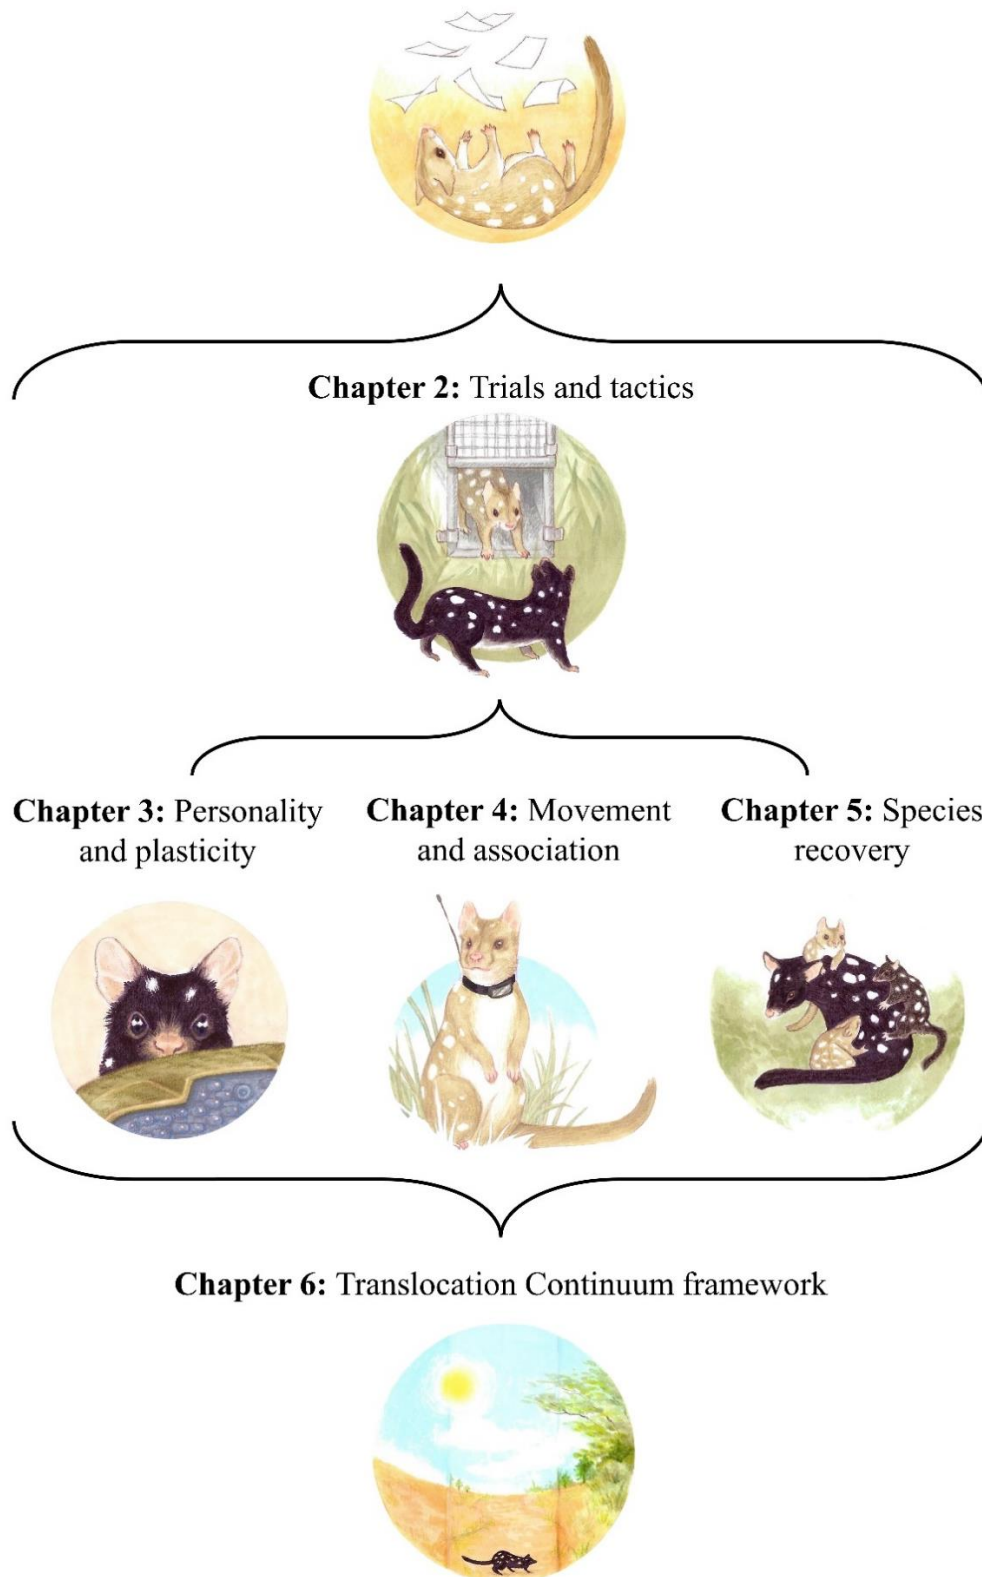 Chapter 2: Trials and tactics
Chapter 3: Personality
and plasticity
Chapter 4: Movement
and association
Chapter 5: Species
recovery
Chapter 6: Translocation Continuum framework